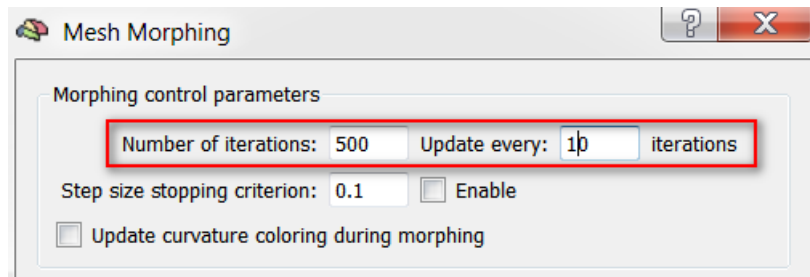 Mesh Morphing
Morphing control parameters
Number of iterations: 500 Update every: 10 iterations
Step size stopping criterion: 0.1 Enable
Update curvature coloring during morphing